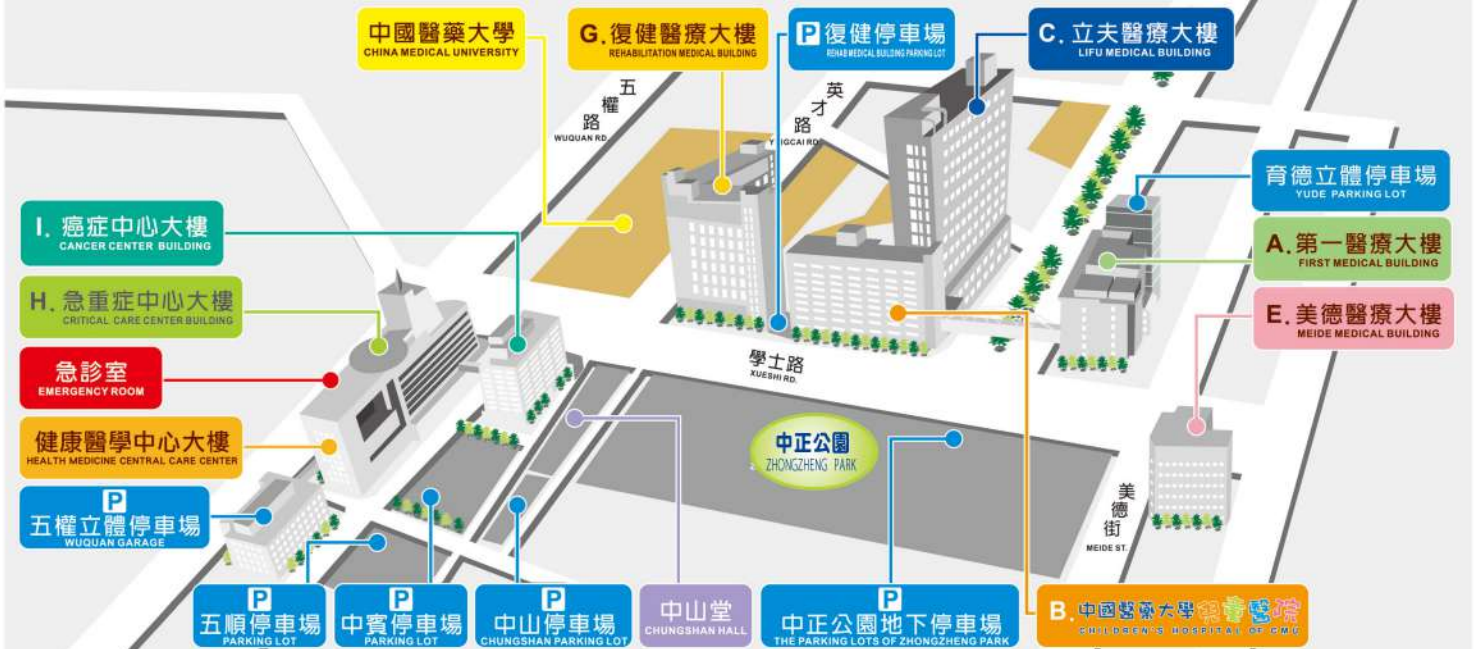 中國醫藥大學
CHINA MEDICAL UNIVERSITY
G. 復健醫療大樓
REHABILITATION MEDICAL BUILDING
P 復健停車場
REHAB MEDICAL BUILDING PARKING LOT
C. 立夫醫療大樓
LIFU MEDICAL BUILDING
五權路
WUQUAN RD.
英才路
育德立體停車場
YUDE PARKING LOT
I. 癌症中心大樓
CANCER CENTER BUILDING
A. 第一醫療大樓
FIRST MEDICAL BUILDING
H. 急重症中心大樓
CRITICAL CARE CENTER BUILDING
E. 美德醫療大樓
MEIDE MEDICAL BUILDING
急診室
EMERGENCY ROOM
學士路
XUESHI RD.
健康醫學中心大樓
HEALTH MEDICINE CENTRAL CARE CENTER
中正公園
ZHONGZHENG PARK
P
五權立體停車場
WUQUAN GARAGE
美德街
MEIDE ST.
P
五順停車場
PARKING LOT
P
中賓停車場
PARKING LOT
P
中山停車場
CHUNGSHAN PARKING LOT
中山堂
CHUNGSHAN HALL
P
中正公園地下停車場
THE PARKING LOTS OF ZHONGZHENG PARK
B. 中國醫藥大學兒童醫院
CHILDREN'S HOSPITAL OF CMU